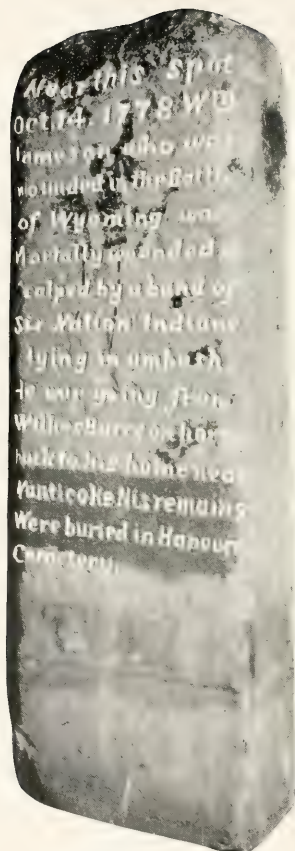 Near this Spot
Oct. 14, 1778 Wm
Jameson, who was
wounded in the Battle
of Wyoming was
Mortally wounded &
Scalped by a band of
Six Nation Indians
lying in ambush.
He was going from
Wilkes Barre on horse
back to his home near
Nanticoke His remains
Were buried in Hanover
Cemetery.